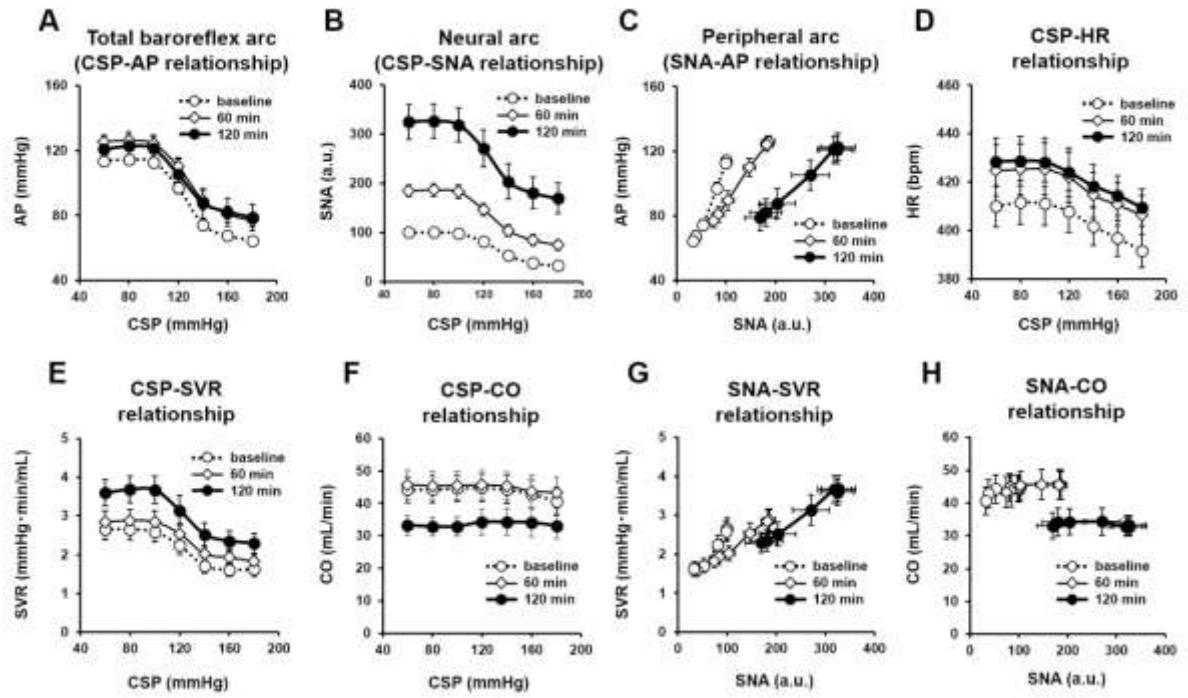 A
Total baroreflex arc
(CSP-AP relationship)
160
120
80
40
AP (mmHg)
baseline
60 min
120 min
40 80 120 160 200
CSP (mmHg)
B
Neural arc
(CSP-SNA relationship)
400
300
200
100
0
SNA (a.u.)
baseline
60 min
120 min
40 80 120 160 200
CSP (mmHg)
C
Peripheral arc
(SNA-AP relationship)
160
120
80
40
AP (mmHg)
baseline
60 min
120 min
0 100 200 300 400
SNA (a.u.)
D
CSP-HR
relationship
440
420
400
380
HR (bpm)
baseline
60 min
120 min
40 80 120 160 200
CSP (mmHg)
E
CSP-SVR
relationship
5
4
3
2
1
0
SVR (mmHg·min/mL)
baseline
60 min
120 min
40 80 120 160 200
CSP (mmHg)
F
CSP-CO
relationship
60
50
40
30
20
10
0
CO (mL/min)
baseline
60 min
120 min
40 80 120 160 200
CSP (mmHg)
G
SNA-SVR
relationship
5
4
3
2
1
0
SVR (mmHg·min/mL)
baseline
60 min
120 min
0 100 200 300 400
SNA (a.u.)
H
SNA-CO
relationship
60
50
40
30
20
10
0
CO (mL/min)
baseline
60 min
120 min
0 100 200 300 400
SNA (a.u.)